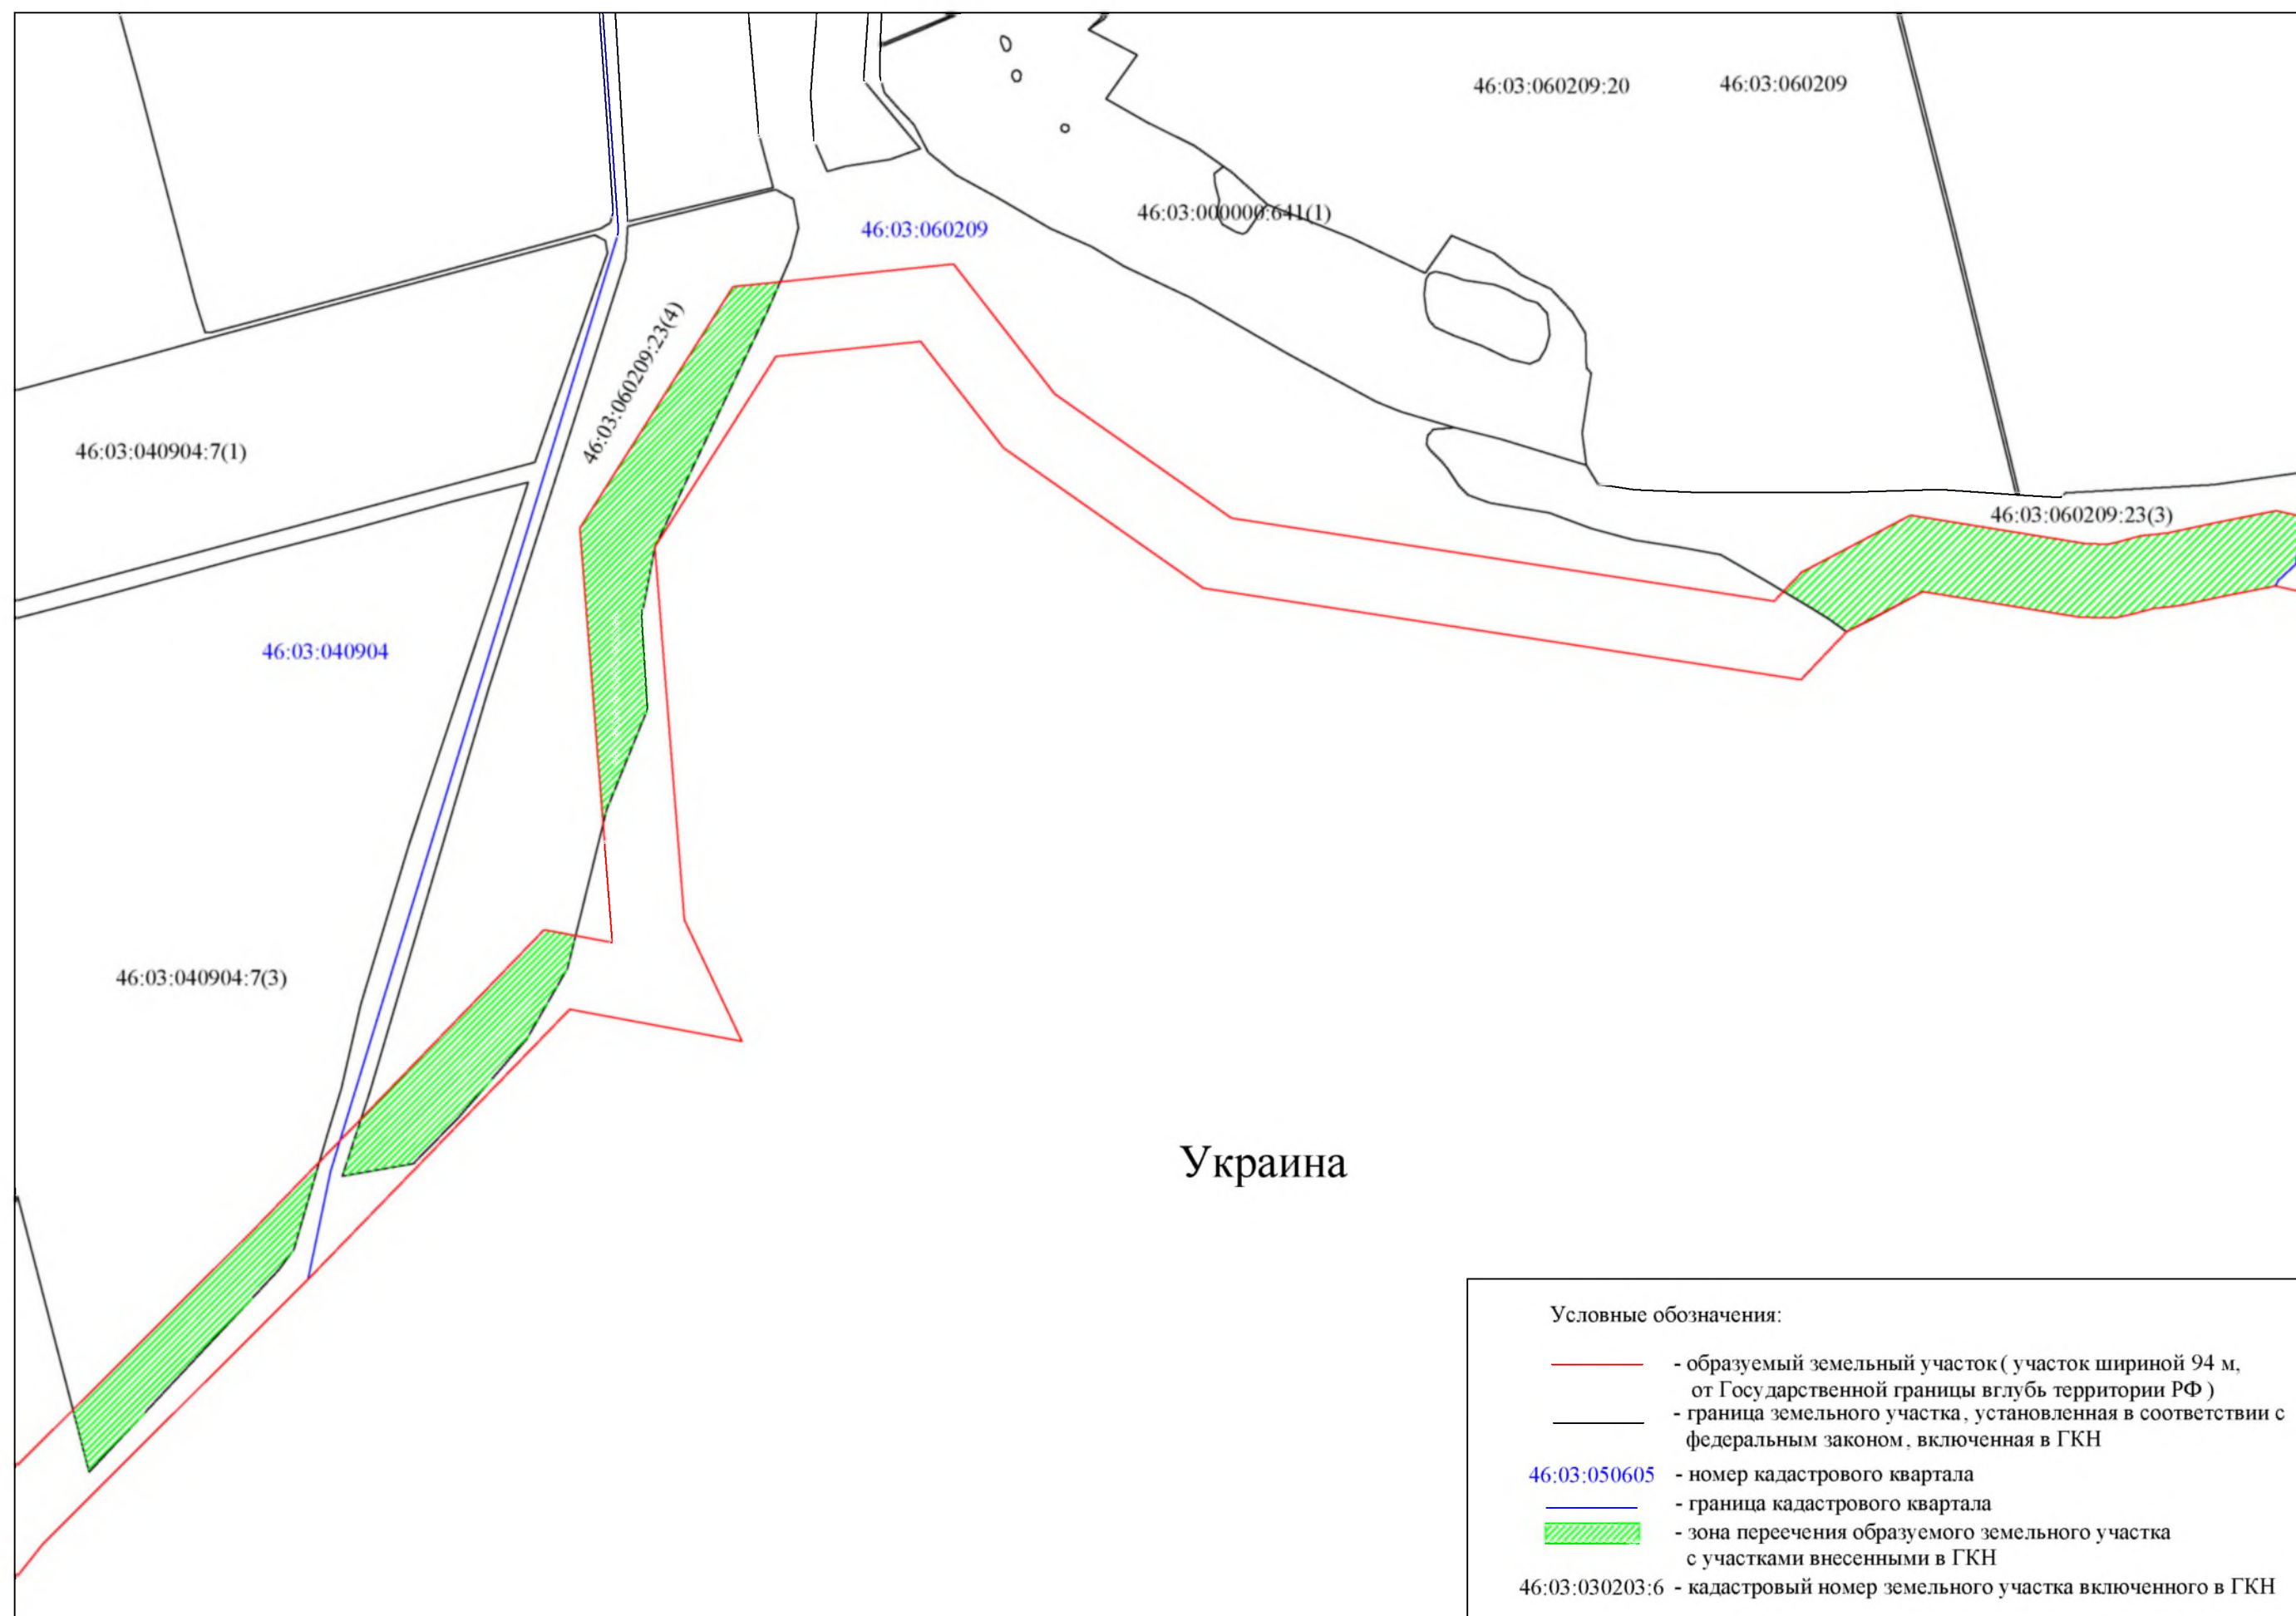 46:03:060209:20
46:03:060209
46:03:000000:641(1)
46:03:060209
46:03:060209:23(4)
46:03:040904:7(1)
46:03:060209:23(3)
46:03:040904
46:03:040904:7(3)
Украина
Условные обозначения:
- образуемый земельный участок ( участок шириной 94 м,
от Государственной границы вглубь территории РФ )
- граница земельного участка, установленная в соответствии с
федеральным законом, включенная в ГКН
46:03:050605 - номер кадастрового квартала
- граница кадастрового квартала
- зона переечения образуемого земельного участка
с участками внесенными в ГКН
46:03:030203:6 - кадастровый номер земельного участка включенного в ГКН